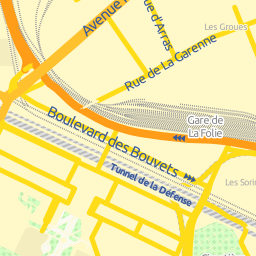 Avenue
Rue d'Arras
Les Groues
Rue de La Garenne
Gare de
La Folie
Boulevard des Bouvets
Tunnel de la Défense
Les Sori